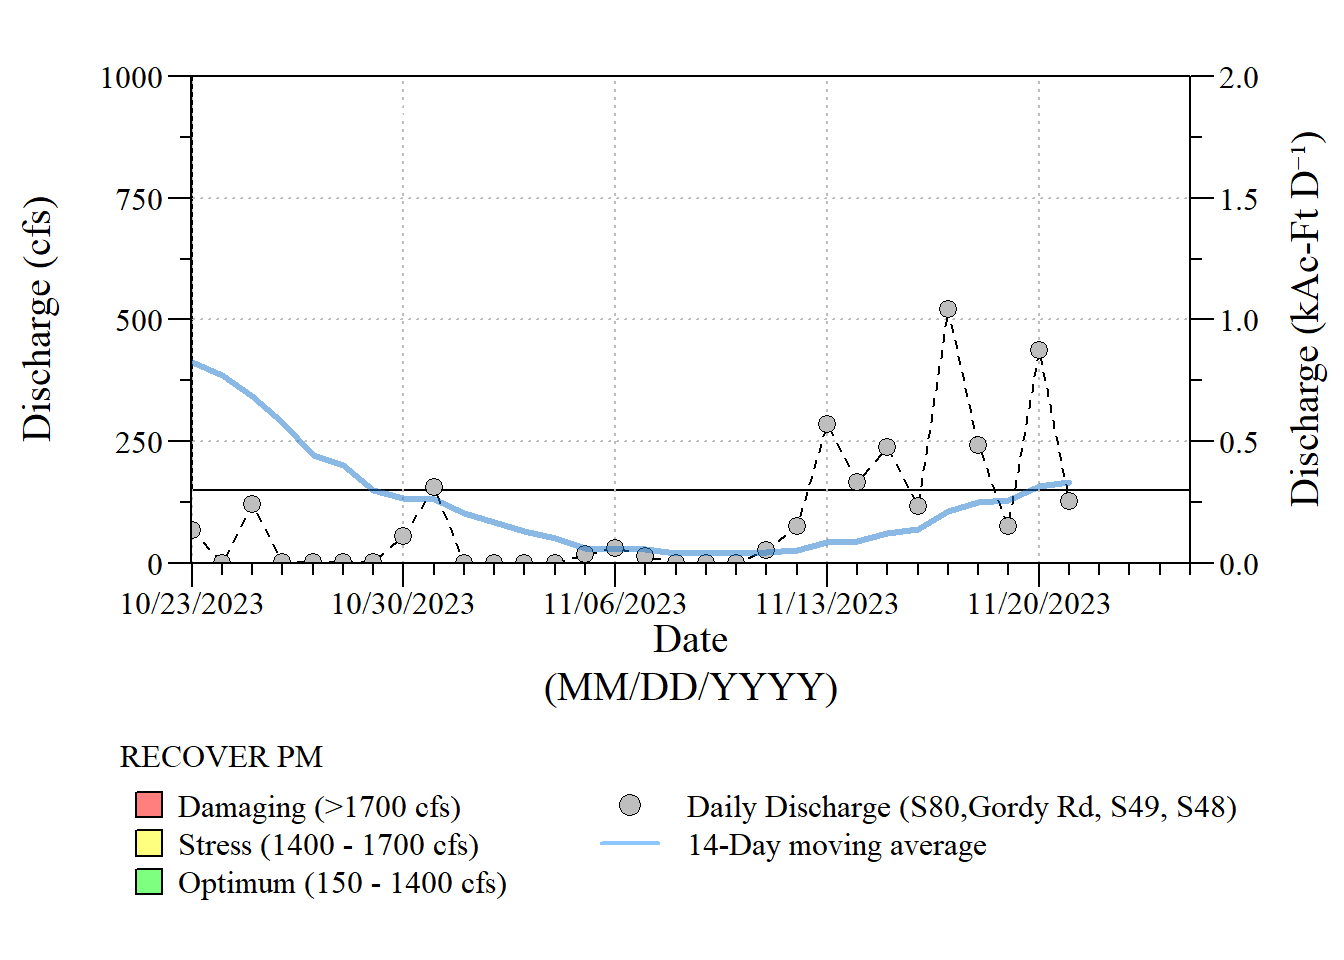 1000
750
500
250
0
2.0
1.5
1.0
0.5
0.0
Discharge (cfs)
Discharge (kAc-Ft D⁻¹)
10/23/2023 10/30/2023 11/06/2023 11/13/2023 11/20/2023
Date
(MM/DD/YYYY)
RECOVER PM
Damaging (>1700 cfs)
Stress (1400 - 1700 cfs)
Optimum (150 - 1400 cfs)
Daily Discharge (S80,Gordy Rd, S49, S48)
14-Day moving average